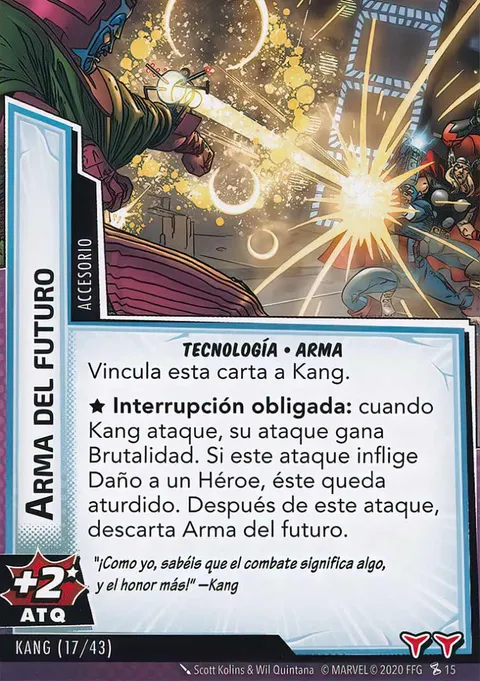 ARMA DEL FUTURO
ACCESORIO
TECNOLOGÍA • ARMA
Vincula esta carta a Kang.
★ Interrupción obligada: cuando
Kang ataque, su ataque gana
Brutalidad. Si este ataque inflige
Daño a un Héroe, éste queda
aturdido. Después de este ataque,
descarta Arma del futuro.
"¡Como yo, sabéis que el combate significa algo,
y el honor más!" —Kang
+2★
ATQ
KANG (17/43)
Scott Kolins & Wil Quintana © MARVEL © 2020 FFG 15